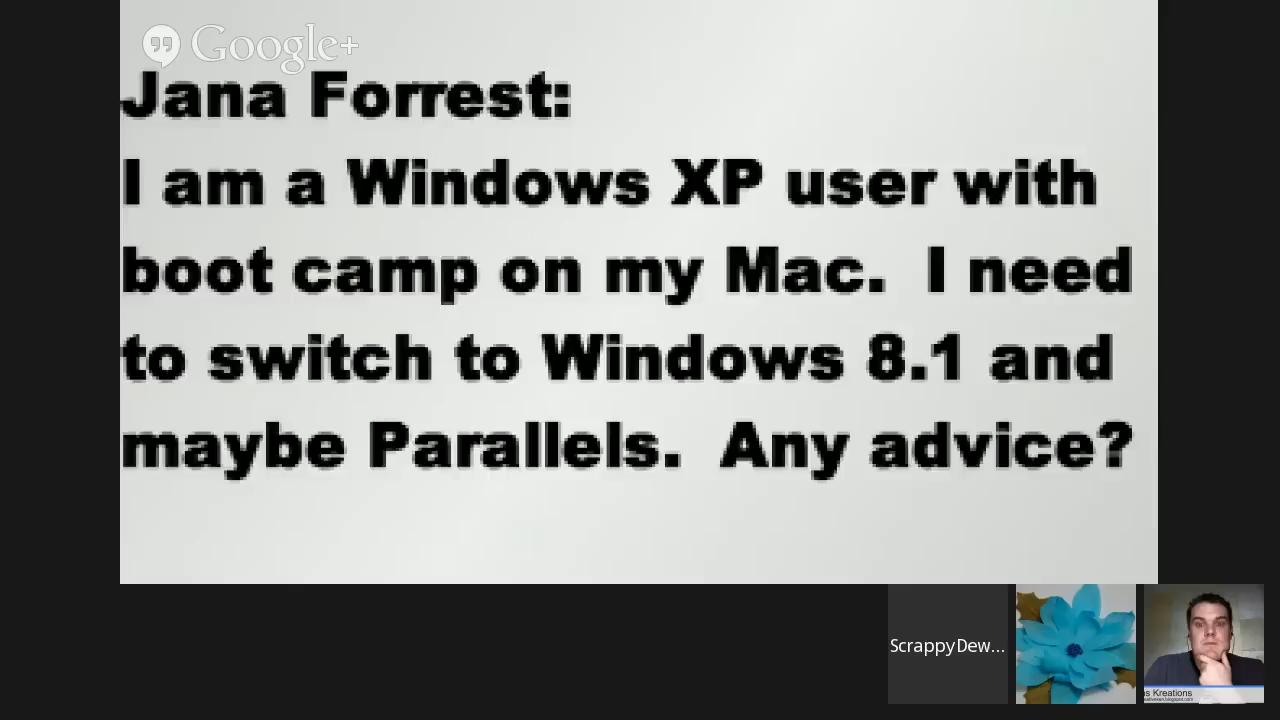 Google+
Jana Forrest:
I am a Windows XP user with
boot camp on my Mac. I need
to switch to Windows 8.1 and
maybe Parallels. Any advice?
ScrappyDew...
s Kreations